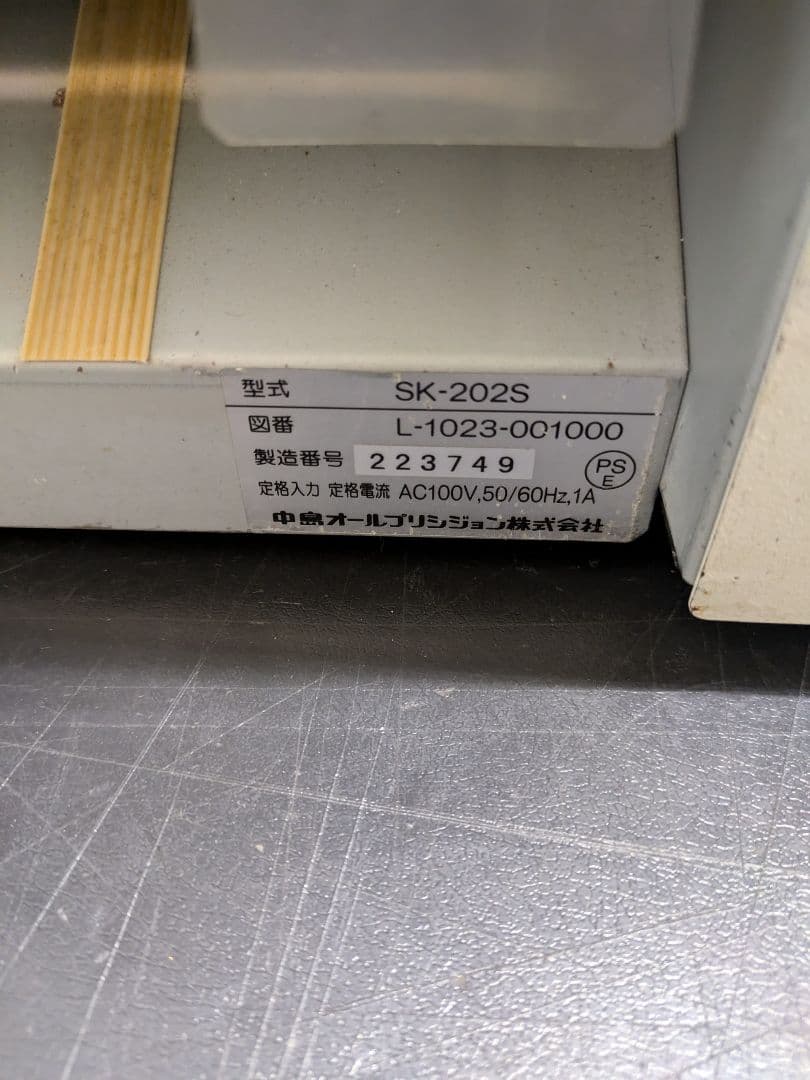 型式 SK-202S
図番 L-1023-001000
製造番号 223749
PS
E
定格入力 定格電流 AC100V,50/60Hz,1A
中島オールプリシジョン株式会社